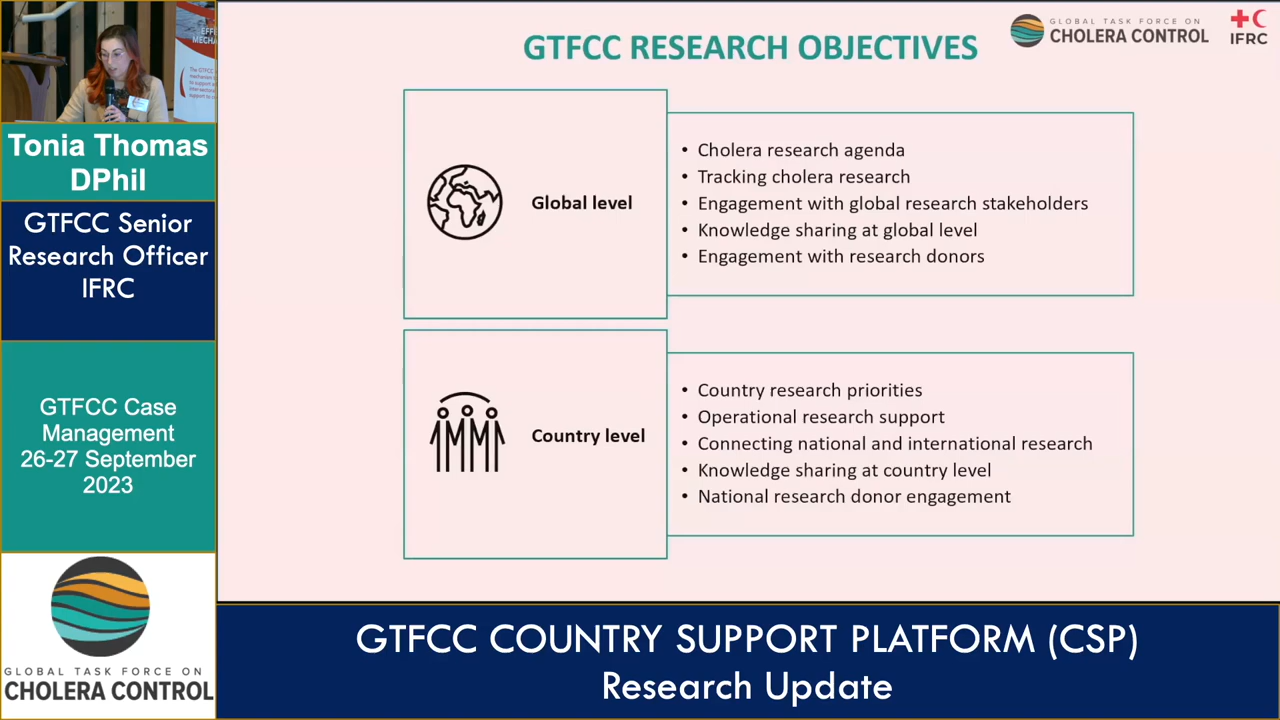 Tonia Thomas
DPhil
GTFCC Senior
Research Officer
IFRC
GTFCC Case
Management
26-27 September
2023
GLOBAL TASK FORCE ON
CHOLERA CONTROL
GTFCC RESEARCH OBJECTIVES
GLOBAL TASK FORCE ON
CHOLERA CONTROL
IFRC
Global level
• Cholera research agenda
• Tracking cholera research
• Engagement with global research stakeholders
• Knowledge sharing at global level
• Engagement with research donors
Country level
• Country research priorities
• Operational research support
• Connecting national and international research
• Knowledge sharing at country level
• National research donor engagement
GTFCC COUNTRY SUPPORT PLATFORM (CSP)
Research Update